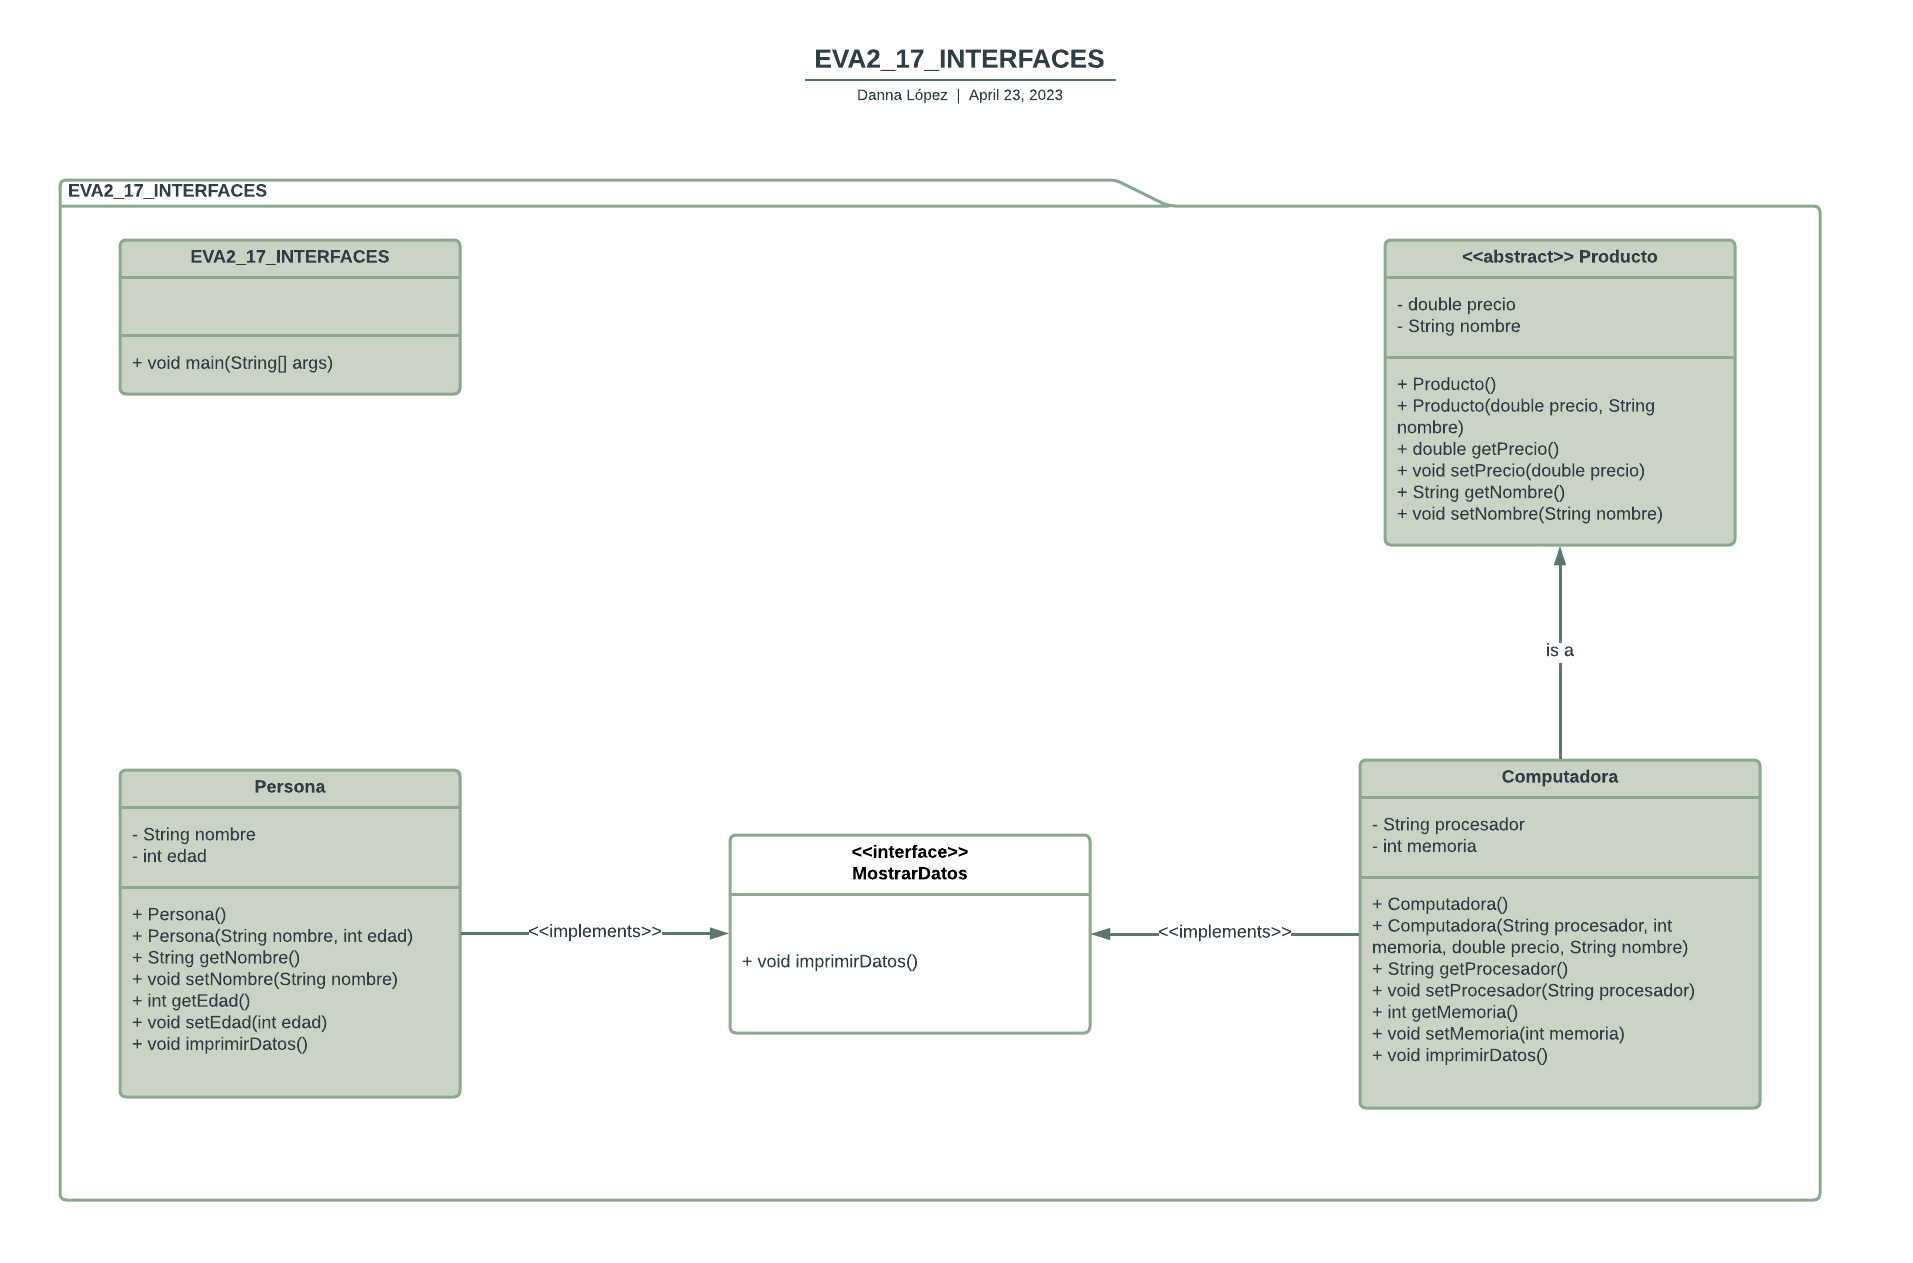 EVA2_17_INTERFACES
Danna López | April 23, 2023
EVA2_17_INTERFACES
EVA2_17_INTERFACES
+ void main(String[] args)
<<abstract>> Producto
- double precio
- String nombre
+ Producto()
+ Producto(double precio, String
nombre)
+ double getPrecio()
+ void setPrecio(double precio)
+ String getNombre()
+ void setNombre(String nombre)
is a
Persona
- String nombre
- int edad
+ Persona()
+ Persona(String nombre, int edad)
+ String getNombre()
+ void setNombre(String nombre)
+ int getEdad()
+ void setEdad(int edad)
+ void imprimirDatos()
<<implements>>
<<interface>>
MostrarDatos
+ void imprimirDatos()
<<implements>>
Computadora
- String procesador
- int memoria
+ Computadora()
+ Computadora(String procesador, int
memoria, double precio, String nombre)
+ String getProcesador()
+ void setProcesador(String procesador)
+ int getMemoria()
+ void setMemoria(int memoria)
+ void imprimirDatos()